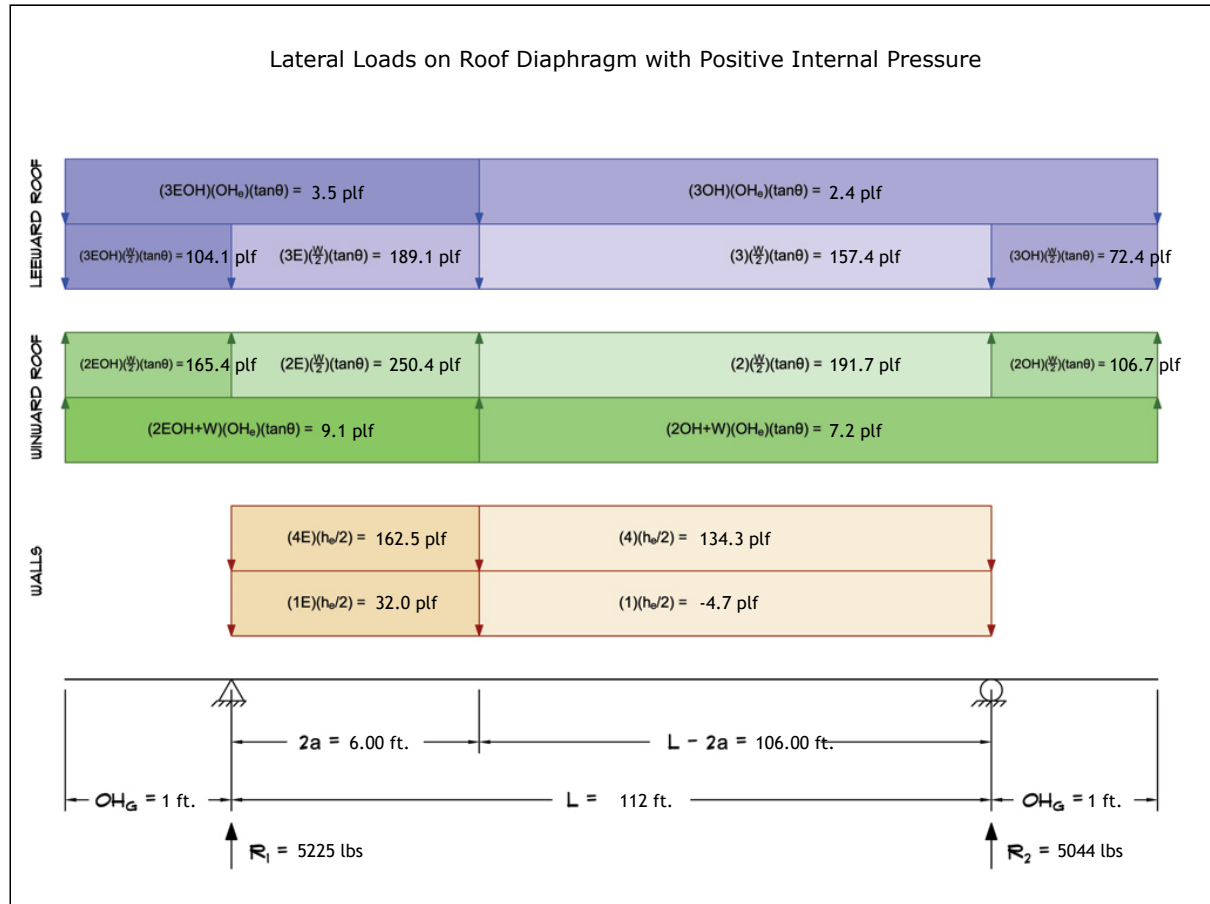 Lateral Loads on Roof Diaphragm with Positive Internal Pressure
LEEWARD ROOF
(3EOH)(OHₑ)(tanθ) = 3.5 plf
(3OH)(OHₑ)(tanθ) = 2.4 plf
(3EOH)(W/2)(tanθ) = 104.1 plf
(3E)(W/2)(tanθ) = 189.1 plf
(3)(W/2)(tanθ) = 157.4 plf
(3OH)(W/2)(tanθ) = 72.4 plf
WINWARD ROOF
(2EOH)(W/2)(tanθ) = 165.4 plf
(2E)(W/2)(tanθ) = 250.4 plf
(2)(W/2)(tanθ) = 191.7 plf
(2OH)(W/2)(tanθ) = 106.7 plf
(2EOH+W)(OHₑ)(tanθ) = 9.1 plf
(2OH+W)(OHₑ)(tanθ) = 7.2 plf
WALLS
(4E)(hₑ/2) = 162.5 plf
(4)(hₑ/2) = 134.3 plf
(1E)(hₑ/2) = 32.0 plf
(1)(hₑ/2) = -4.7 plf
2a = 6.00 ft.
L - 2a = 106.00 ft.
OH_G = 1 ft.
L = 112 ft.
OH_G = 1 ft.
R₁ = 5225 lbs
R₂ = 5044 lbs